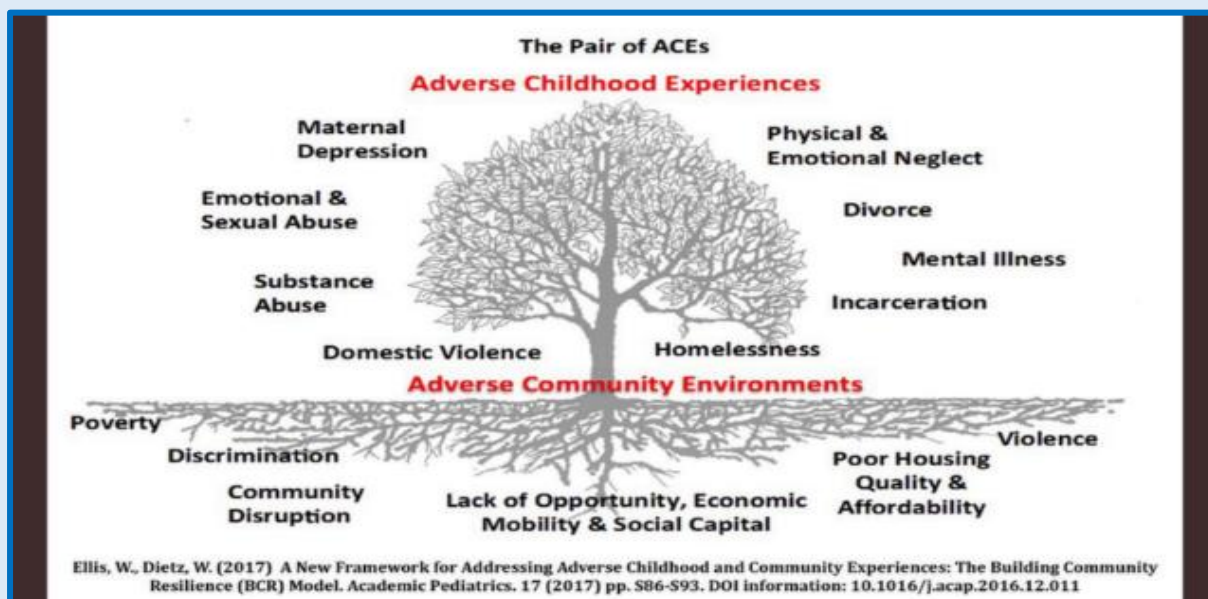 The Pair of ACEs
Adverse Childhood Experiences
Maternal
Depression
Physical &
Emotional Neglect
Emotional &
Sexual Abuse
Divorce
Mental Illness
Substance
Abuse
Incarceration
Domestic Violence
Homelessness
Adverse Community Environments
Poverty
Violence
Discrimination
Poor Housing
Quality &
Affordability
Community
Disruption
Lack of Opportunity, Economic
Mobility & Social Capital
Ellis, W., Dietz, W. (2017) A New Framework for Addressing Adverse Childhood and Community Experiences: The Building Community
Resilience (BCR) Model. Academic Pediatrics. 17 (2017) pp. S86-S93. DOI information: 10.1016/j.acap.2016.12.011